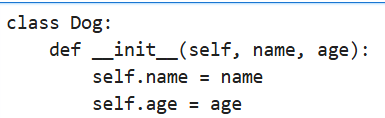 class Dog:
    def __init__(self, name, age):
        self.name = name
        self.age = age